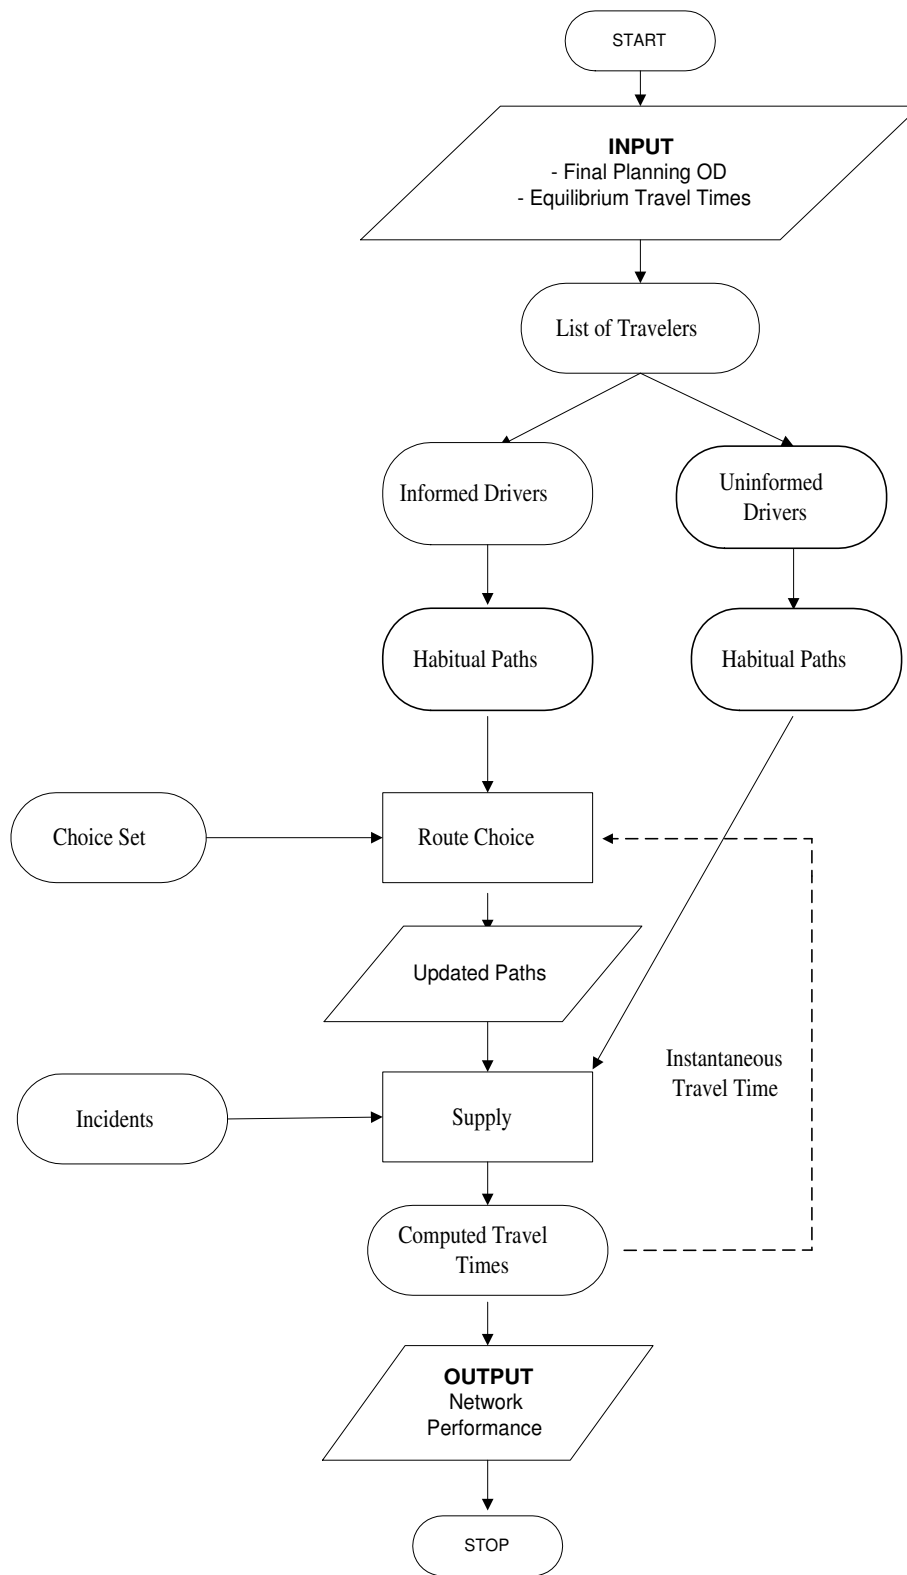 START
INPUT
- Final Planning OD
- Equilibrium Travel Times
List of Travelers
Informed Drivers
Uninformed
Drivers
Habitual Paths
Habitual Paths
Choice Set
Route Choice
Updated Paths
Instantaneous
Travel Time
Incidents
Supply
Computed Travel
Times
OUTPUT
Network
Performance
STOP